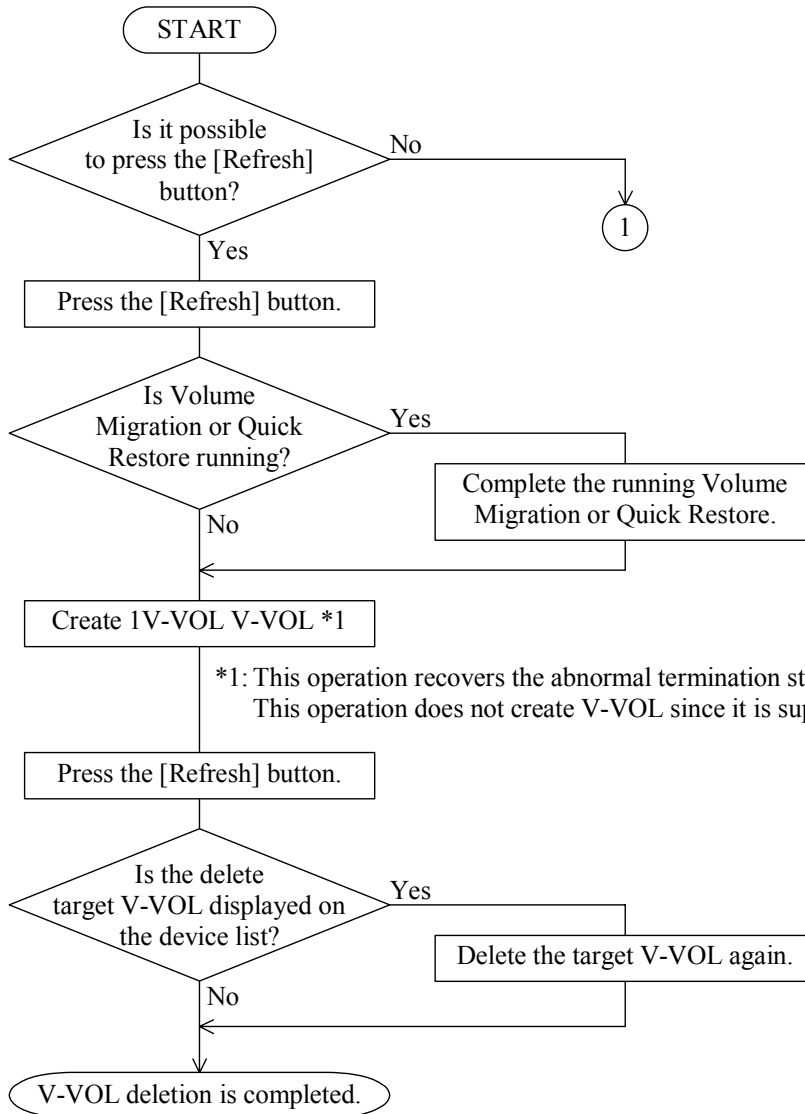 START
Is it possible
to press the [Refresh]
button?
No
1
Yes
Press the [Refresh] button.
Is Volume
Migration or Quick
Restore running?
Yes
Complete the running Volume
Migration or Quick Restore.
No
Create 1V-VOL V-VOL *1
*1: This operation recovers the abnormal termination
This operation does not create V-VOL since it is
Press the [Refresh] button.
Is the delete
target V-VOL displayed on
the device list?
Yes
Delete the target V-VOL again.
No
V-VOL deletion is completed.